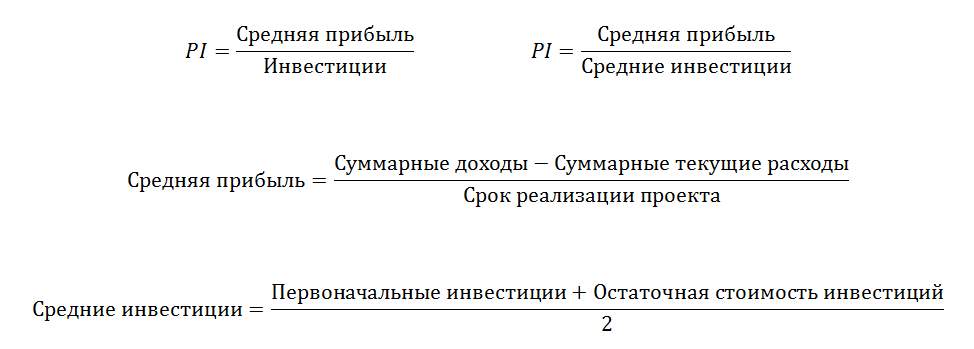 PI = Средняя прибыль / Инвестиции
PI = Средняя прибыль / Средние инвестиции
Средняя прибыль = Суммарные доходы − Суммарные текущие расходы / Срок реализации проекта
Средние инвестиции = Первоначальные инвестиции + Остаточная стоимость инвестиций / 2